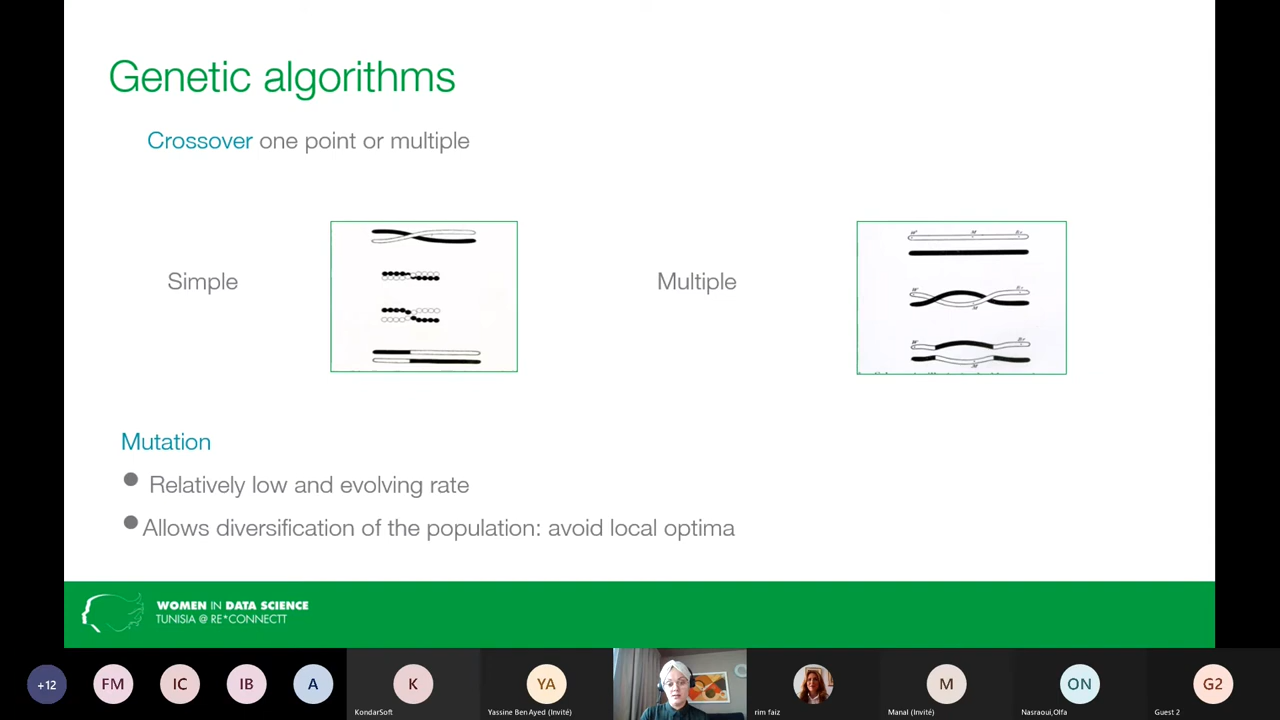 Genetic algorithms
Crossover one point or multiple
Simple
Multiple
Mutation
Relatively low and evolving rate
Allows diversification of the population: avoid local optima
WOMEN IN DATA SCIENCE
TUNISIA @ RE*CONNECTT
+12
FM
IC
IB
A
K
YA
M
ON
G2
KondarSoft
Yassine Ben Ayed (Invité)
rim faiz
Manal (Invité)
Nasraoui,Olfa
Guest 2